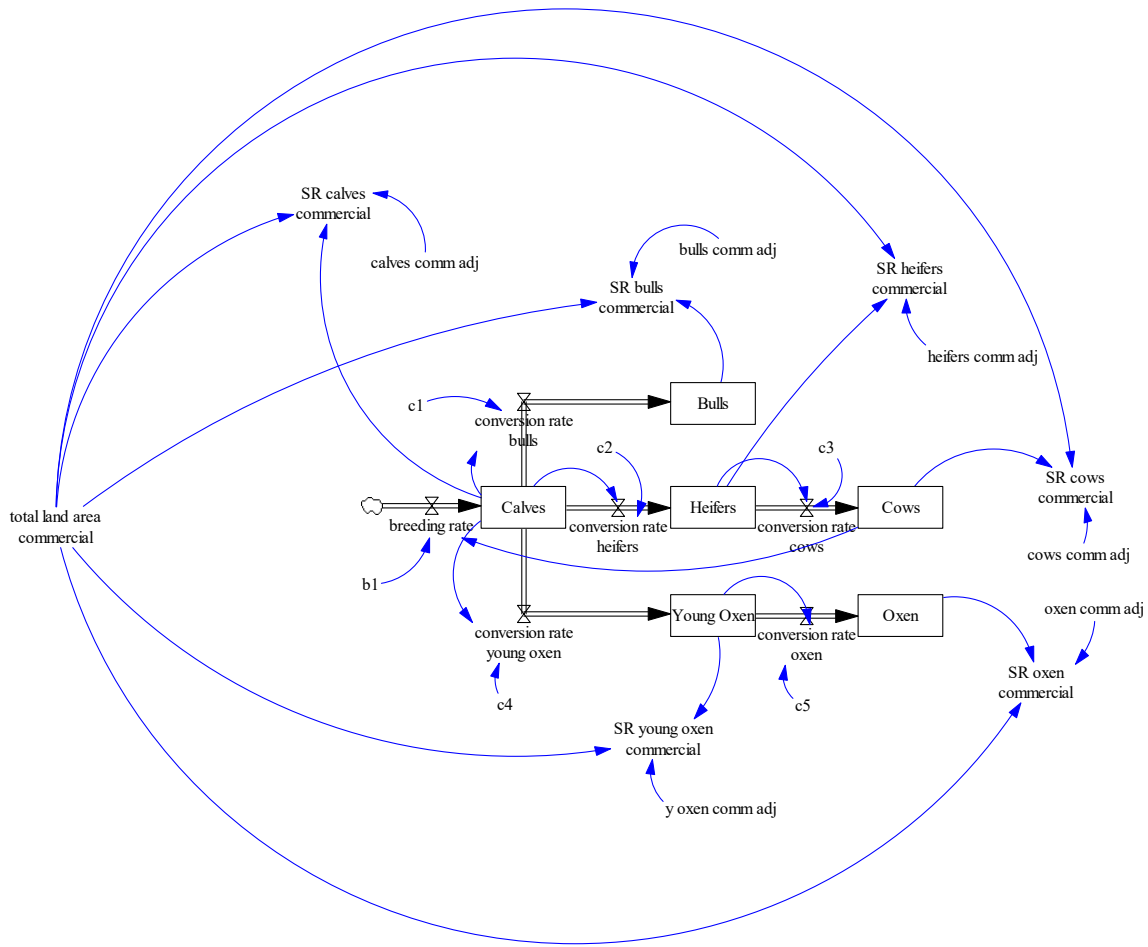 SR calves
commercial
calves comm adj
bulls comm adj
SR bulls
commercial
SR heifers
commercial
heifers comm adj
Bulls
c1
conversion rate
bulls
c2
c3
SR cows
commercial
total land area
commercial
Calves
Heifers
Cows
breeding rate
conversion rate
heifers
conversion rate
cows
cows comm adj
b1
oxen comm adj
Young Oxen
Oxen
conversion rate
young oxen
conversion rate
oxen
SR oxen
commercial
c4
c5
SR young oxen
commercial
y oxen comm adj